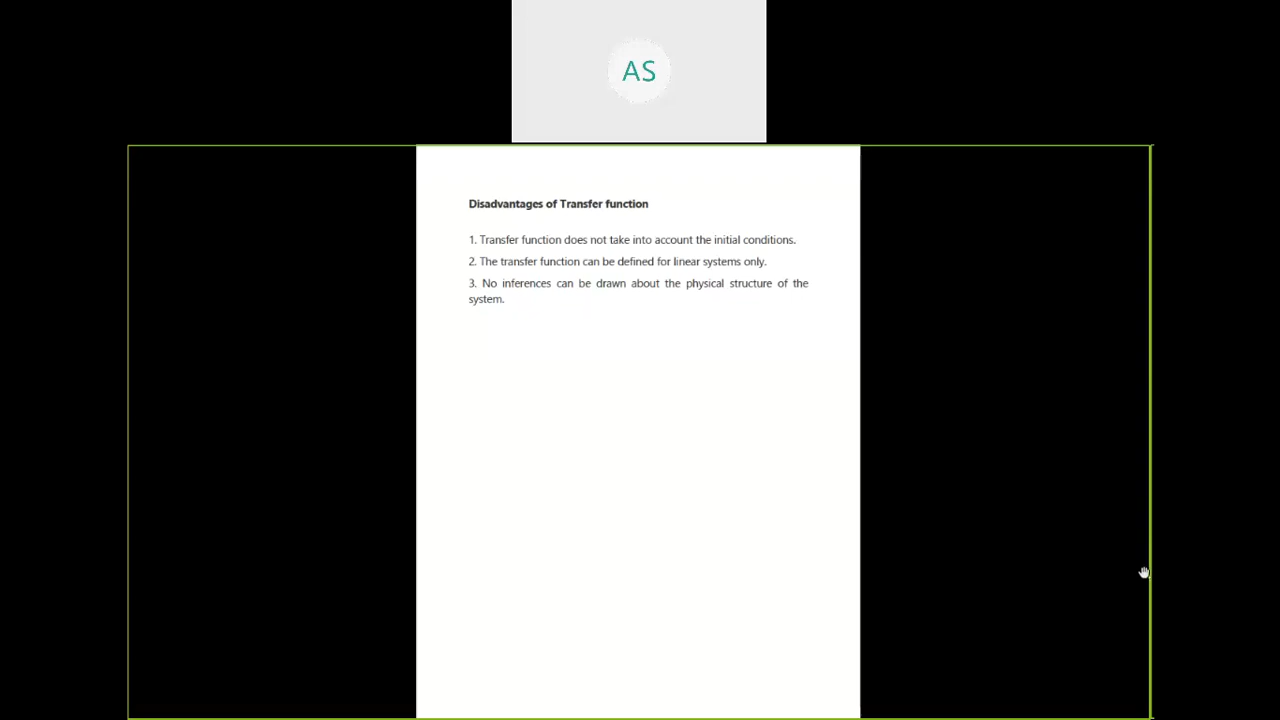 AS
Disadvantages of Transfer function
1. Transfer function does not take into account the initial conditions.
2. The transfer function can be defined for linear systems only.
3. No inferences can be drawn about the physical structure of the
system.